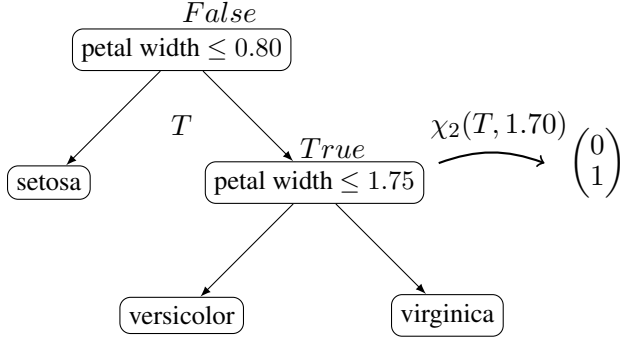 False
petal width ≤ 0.80
T
χ₂(T, 1.70)
True
setosa
petal width ≤ 1.75
0
1
versicolor
virginica